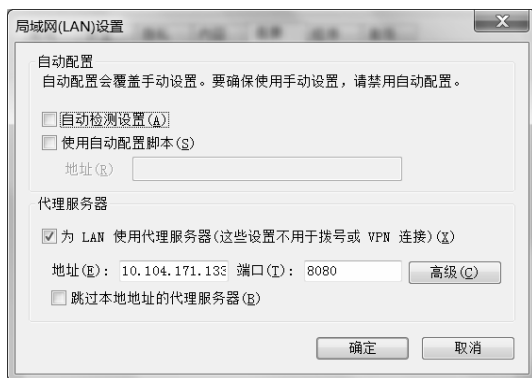 局域网(LAN)设置
自动配置
自动配置会覆盖手动设置。要确保使用手动设置，请禁用自动配置。
自动检测设置(A)
使用自动配置脚本(S)
地址(R)
代理服务器
为 LAN 使用代理服务器(这些设置不用于拨号或 VPN 连接)(X)
地址(E): 10.104.171.133 端口(T): 8080 高级(C)
跳过本地地址的代理服务器(B)
确定 取消